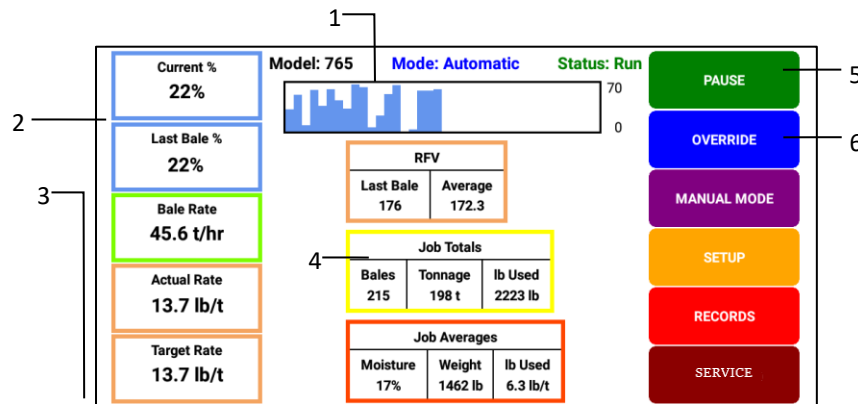 1
Model: 765 Mode: Automatic Status: Run
Current %
22%
70
0
PAUSE
5
2
Last Bale %
22%
OVERRIDE
6
RFV
Last Bale Average
176 172.3
3
Bale Rate
45.6 t/hr
MANUAL MODE
4
Job Totals
Bales Tonnage lb Used
215 198 t 2223 lb
Actual Rate
13.7 lb/t
SETUP
RECORDS
Job Averages
Moisture Weight lb Used
17% 1462 lb 6.3 lb/t
Target Rate
13.7 lb/t
SERVICE